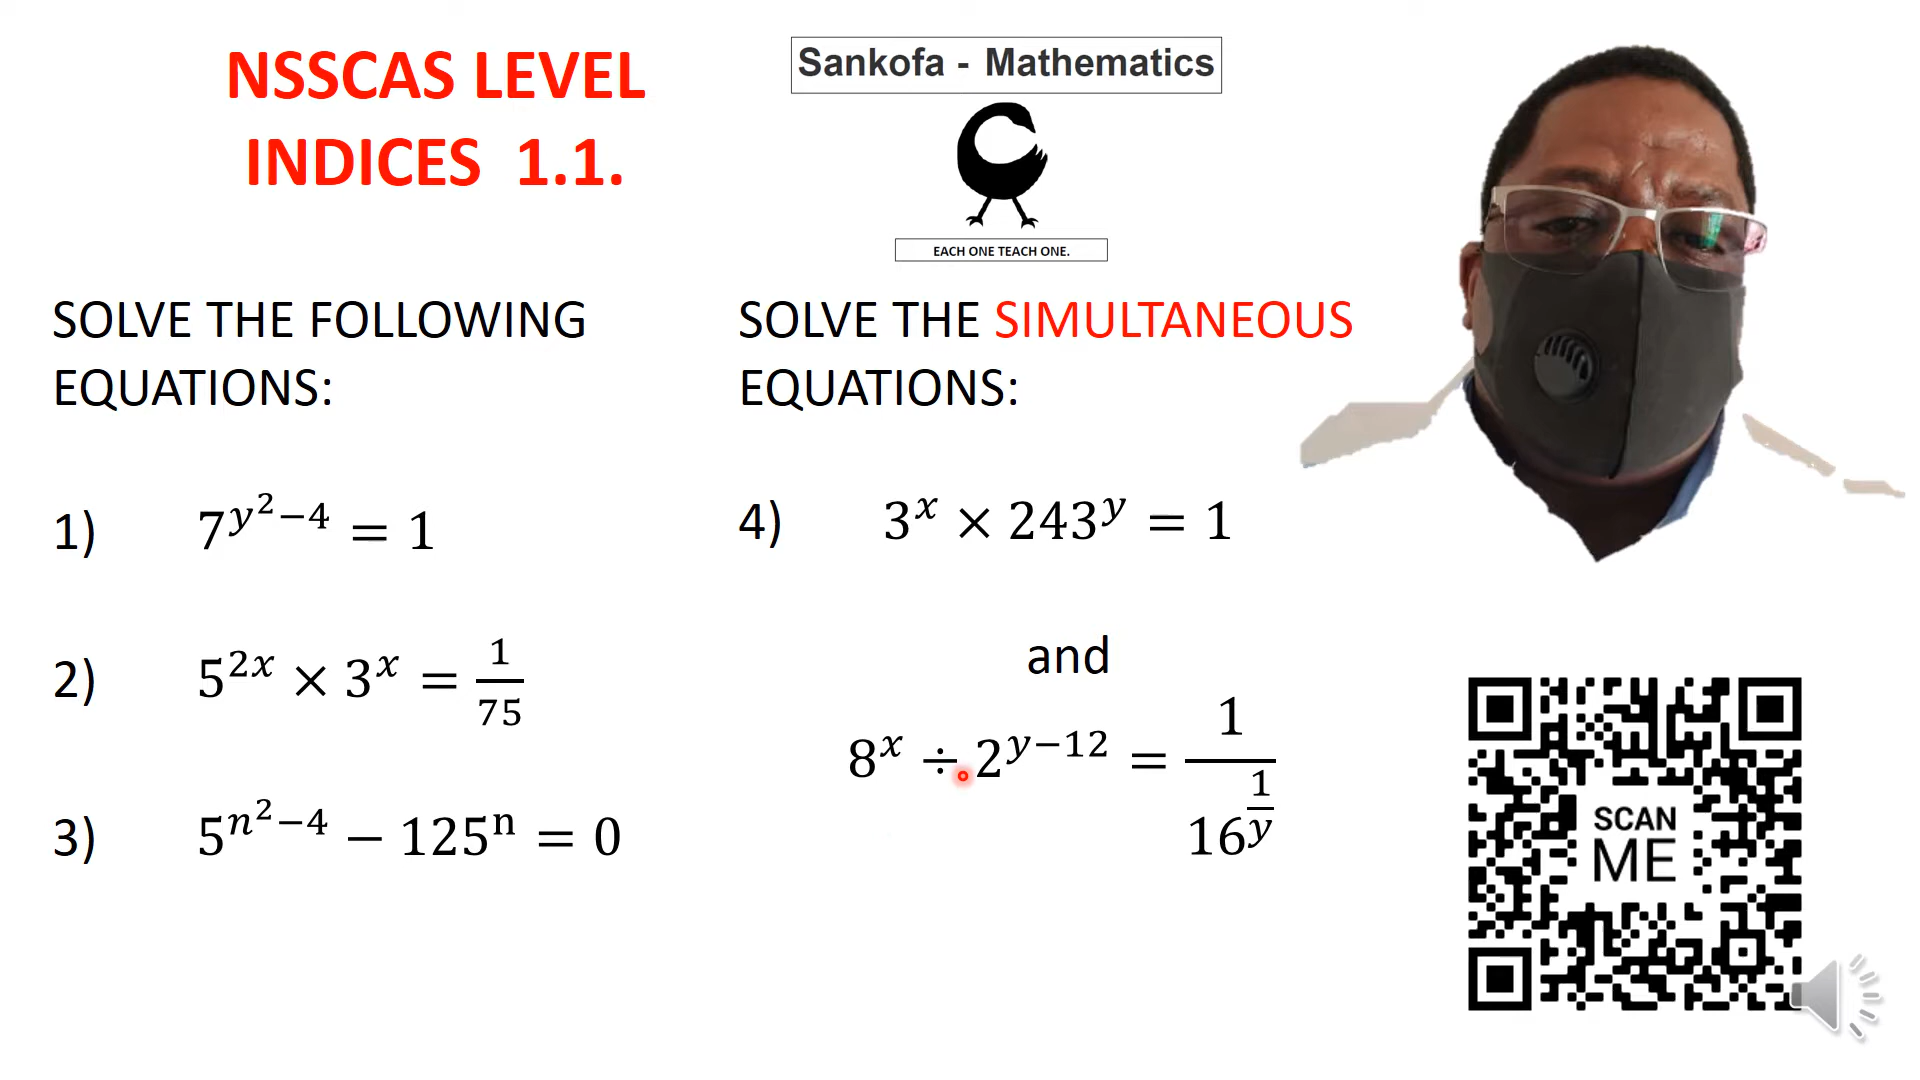 NSSCAS LEVEL
INDICES 1.1.
Sankofa - Mathematics
EACH ONE TEACH ONE.
SOLVE THE FOLLOWING
EQUATIONS:
1) 7^{y^2−4} = 1
2) 5^{2x} × 3^x = 1/75
3) 5^{n^2−4} − 125^n = 0
SOLVE THE SIMULTANEOUS
EQUATIONS:
4) 3^x × 243^y = 1
and
8^x ÷ 2^{y−12} = 1/16^{1/y}
SCAN
ME